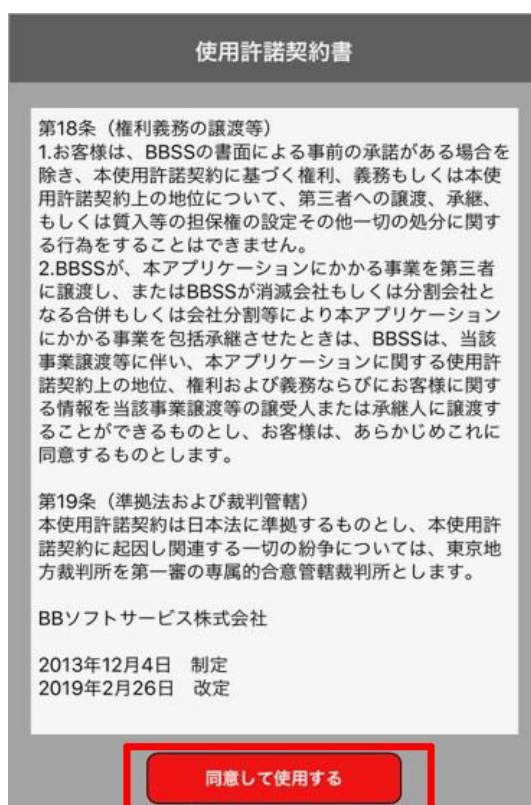 使用許諾契約書
第18条（権利義務の譲渡等）
1.お客様は、BBSSの書面による事前の承諾がある場合を
除き、本使用許諾契約に基づく権利、義務もしくは本使
用許諾契約上の地位について、第三者への譲渡、承継、
もしくは質入等の担保権の設定その他一切の処分に関す
る行為をすることはできません。
2.BBSSが、本アプリケーションにかかる事業を第三者
に譲渡し、またはBBSSが消滅会社もしくは分割会社と
なる合併もしくは会社分割等により本アプリケーション
にかかる事業を包括承継させたときは、BBSSは、当該
事業譲渡等に伴い、本アプリケーションに関する使用許
諾契約上の地位、権利および義務ならびにお客様に関す
る情報を当該事業譲渡等の譲受人または承継人に譲渡す
ることができるものとし、お客様は、あらかじめこれに
同意するものとします。
第19条（準拠法および裁判管轄）
本使用許諾契約は日本法に準拠するものとし、本使用許
諾契約に起因し関連する一切の紛争については、東京地
方裁判所を第一審の専属的合意管轄裁判所とします。
BBソフトサービス株式会社
2013年12月4日　制定
2019年2月26日　改定
同意して使用する